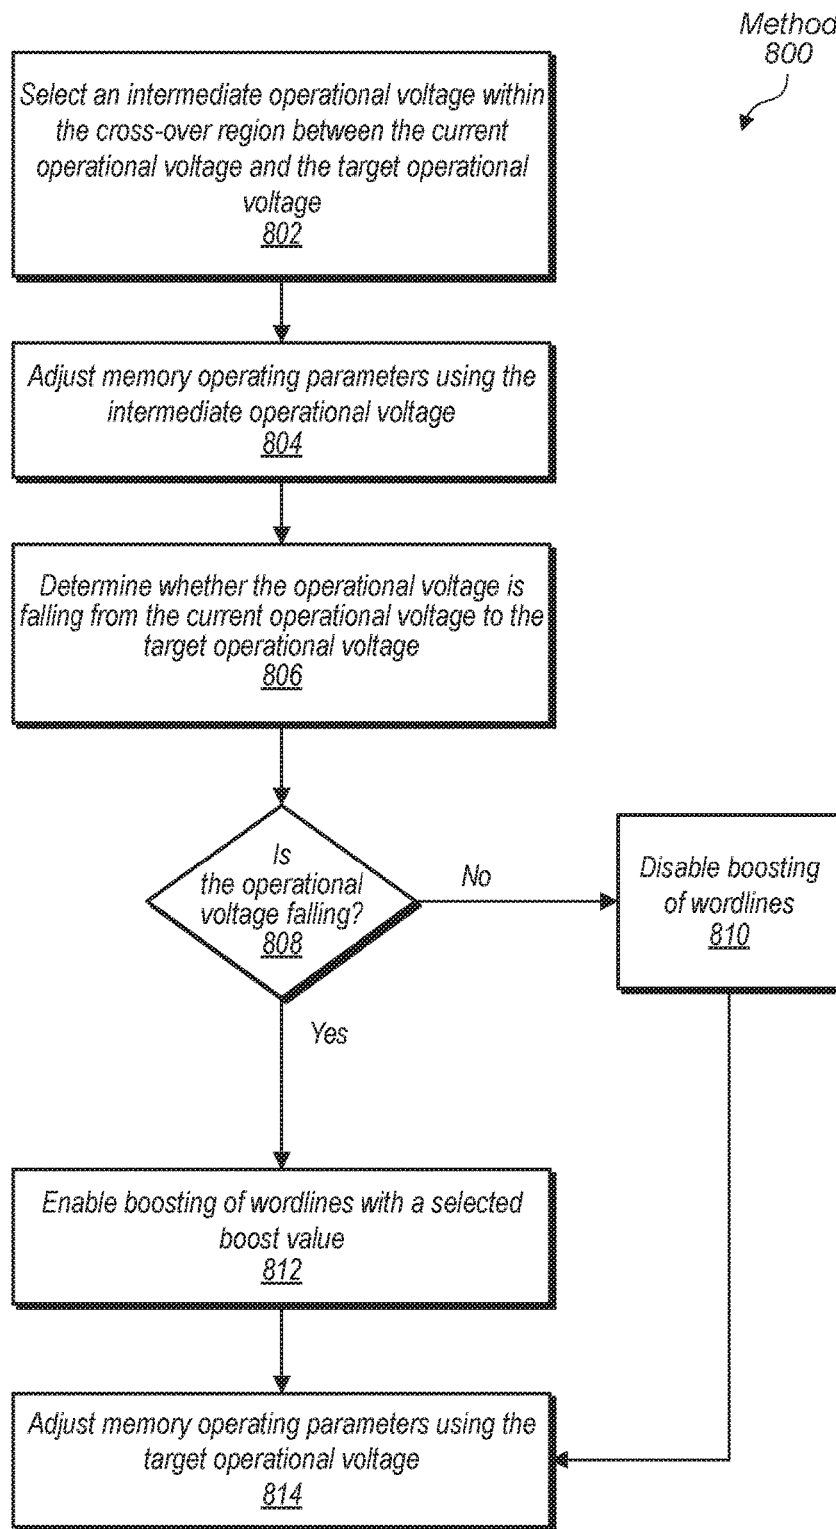 Method
800
Select an intermediate operational voltage within
the cross-over region between the current
operational voltage and the target operational
voltage
802
Adjust memory operating parameters using the
intermediate operational voltage
804
Determine whether the operational voltage is
falling from the current operational voltage to the
target operational voltage
806
Is
the operational
voltage falling?
808
No
Disable boosting
of wordlines
810
Yes
Enable boosting of wordlines with a selected
boost value
812
Adjust memory operating parameters using the
target operational voltage
814